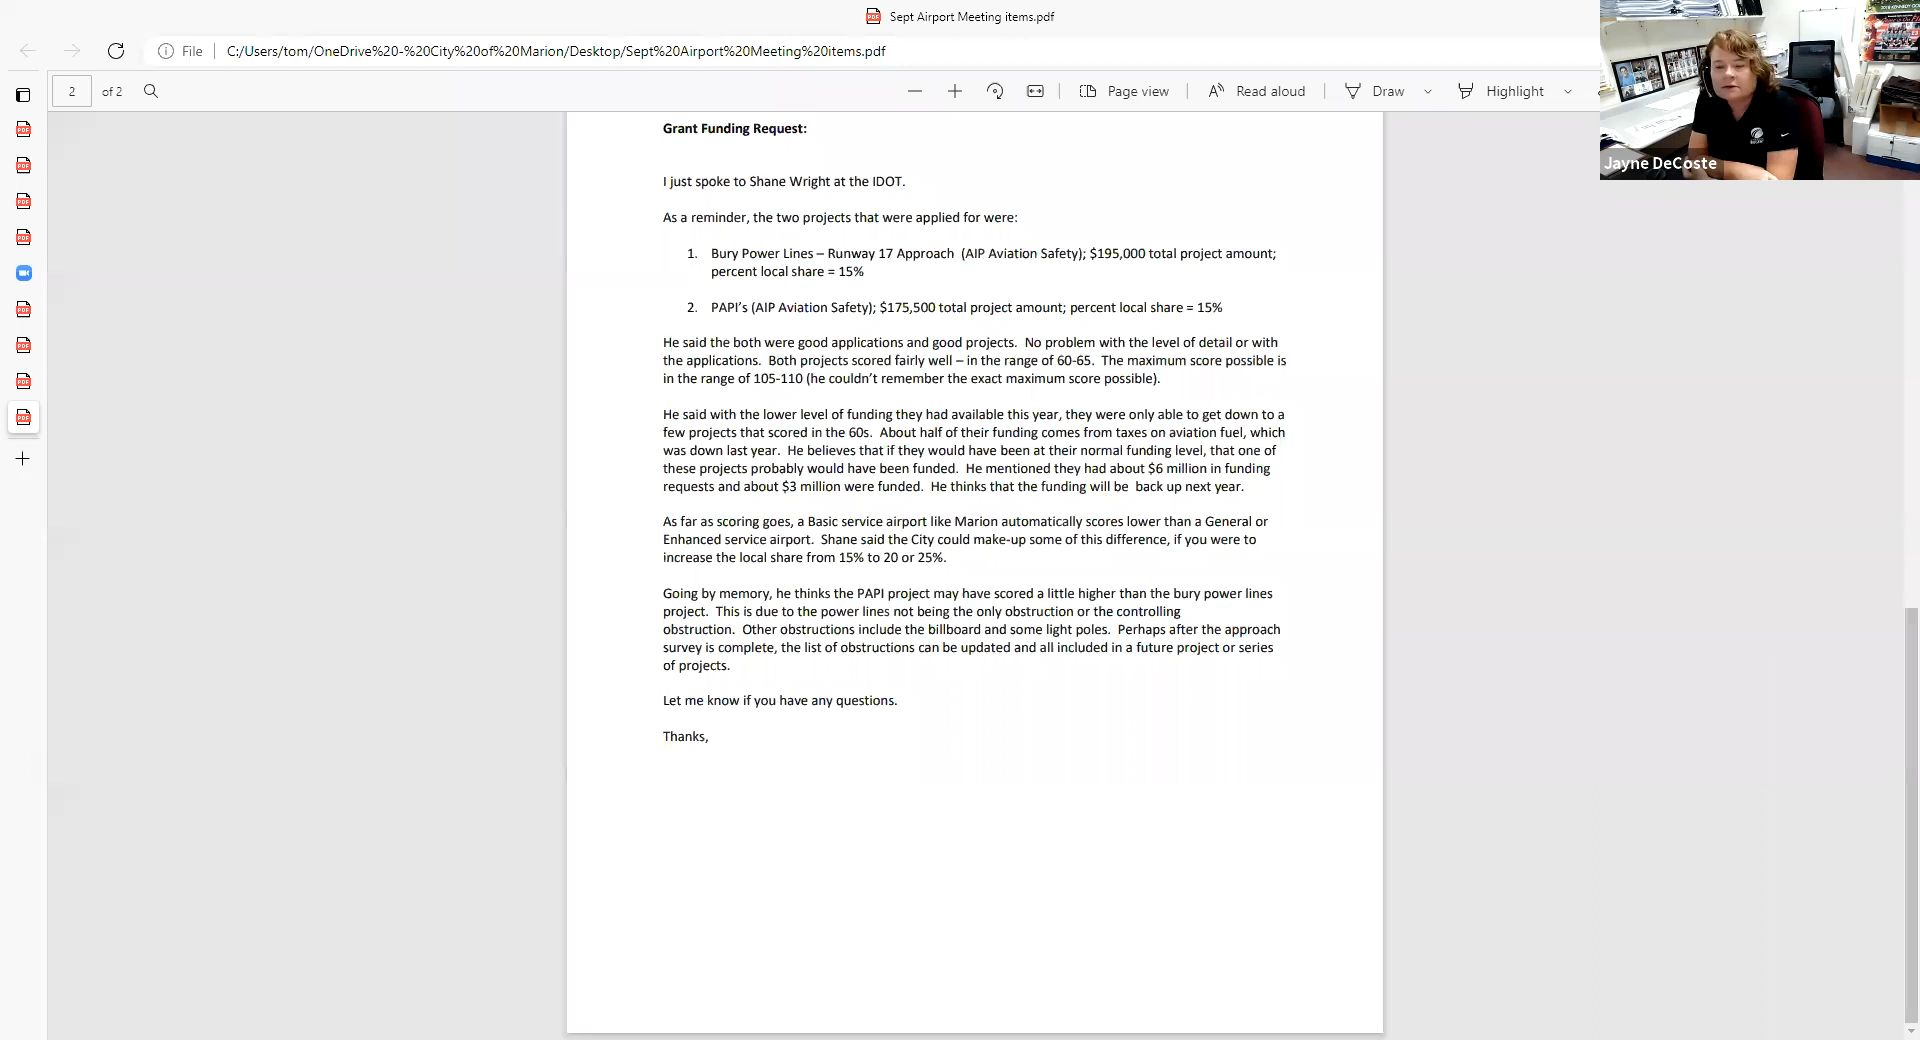 Sept Airport Meeting items.pdf
File
C:/Users/tom/OneDrive%20-%20City%20of%20Marion/Desktop/Sept%20Airport%20Meeting%20items.pdf
2 of 2
Page view
Read aloud
Draw
Highlight
Jayne DeCoste
Grant Funding Request:
I just spoke to Shane Wright at the IDOT.
As a reminder, the two projects that were applied for were:
1. Bury Power Lines – Runway 17 Approach (AIP Aviation Safety); $195,000 total project amount;
percent local share = 15%
2. PAPI's (AIP Aviation Safety); $175,500 total project amount; percent local share = 15%
He said the both were good applications and good projects. No problem with the level of detail or with
the applications. Both projects scored fairly well – in the range of 60-65. The maximum score possible is
in the range of 105-110 (he couldn't remember the exact maximum score possible).
He said with the lower level of funding they had available this year, they were only able to get down to a
few projects that scored in the 60s. About half of their funding comes from taxes on aviation fuel, which
was down last year. He believes that if they would have been at their normal funding level, that one of
these projects probably would have been funded. He mentioned they had about $6 million in funding
requests and about $3 million were funded. He thinks that the funding will be back up next year.
As far as scoring goes, a Basic service airport like Marion automatically scores lower than a General or
Enhanced service airport. Shane said the City could make-up some of this difference, if you were to
increase the local share from 15% to 20 or 25%.
Going by memory, he thinks the PAPI project may have scored a little higher than the bury power lines
project. This is due to the power lines not being the only obstruction or the controlling
obstruction. Other obstructions include the billboard and some light poles. Perhaps after the approach
survey is complete, the list of obstructions can be updated and all included in a future project or series
of projects.
Let me know if you have any questions.
Thanks,